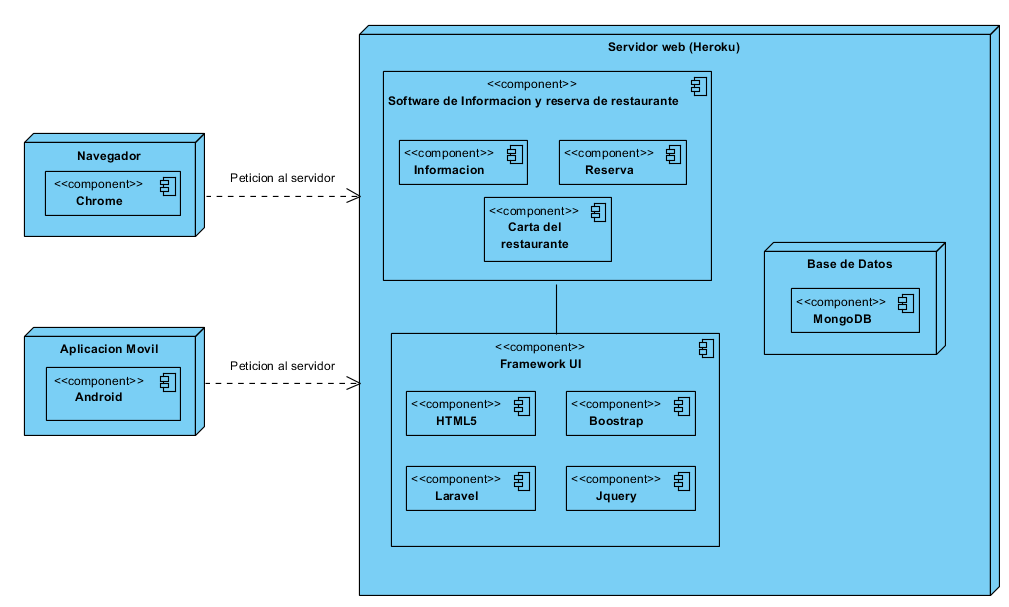 Servidor web (Heroku)
<<component>>
Software de Informacion y reserva de restaurante
<<component>>
Informacion
<<component>>
Reserva
<<component>>
Carta del
restaurante
Navegador
<<component>>
Chrome
Peticion al servidor
Base de Datos
<<component>>
MongoDB
Aplicacion Movil
<<component>>
Android
Peticion al servidor
<<component>>
Framework UI
<<component>>
HTML5
<<component>>
Boostrap
<<component>>
Laravel
<<component>>
Jquery